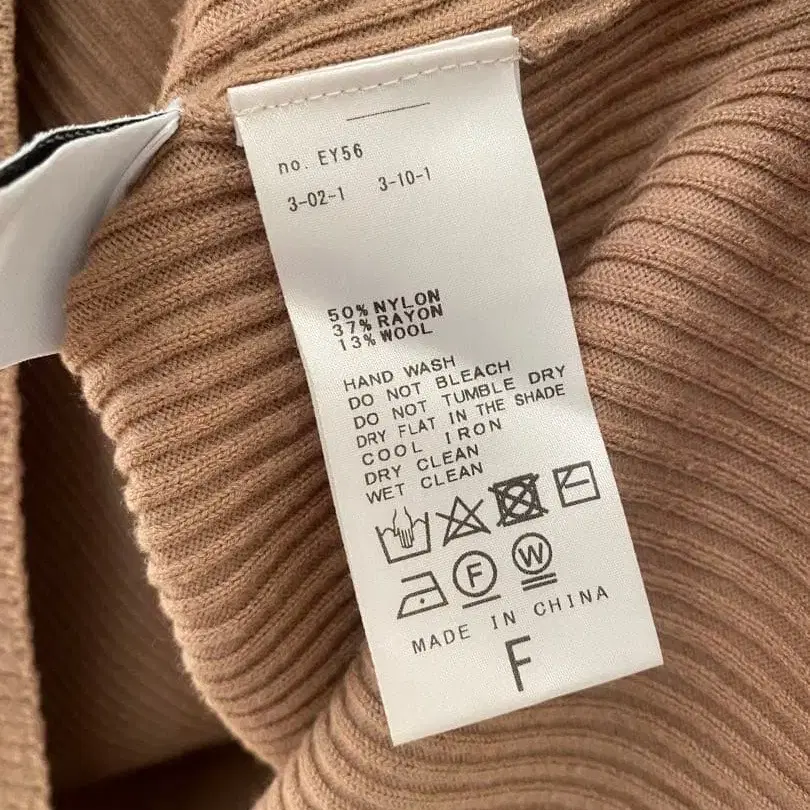 no. EY56
3-02-1 3-10-1
50% NYLON
37% RAYON
13% WOOL
HAND WASH
DO NOT BLEACH
DO NOT TUMBLE DRY
DRY FLAT IN THE SHADE
COOL IRON
DRY CLEAN
WET CLEAN
F W
MADE IN CHINA
F